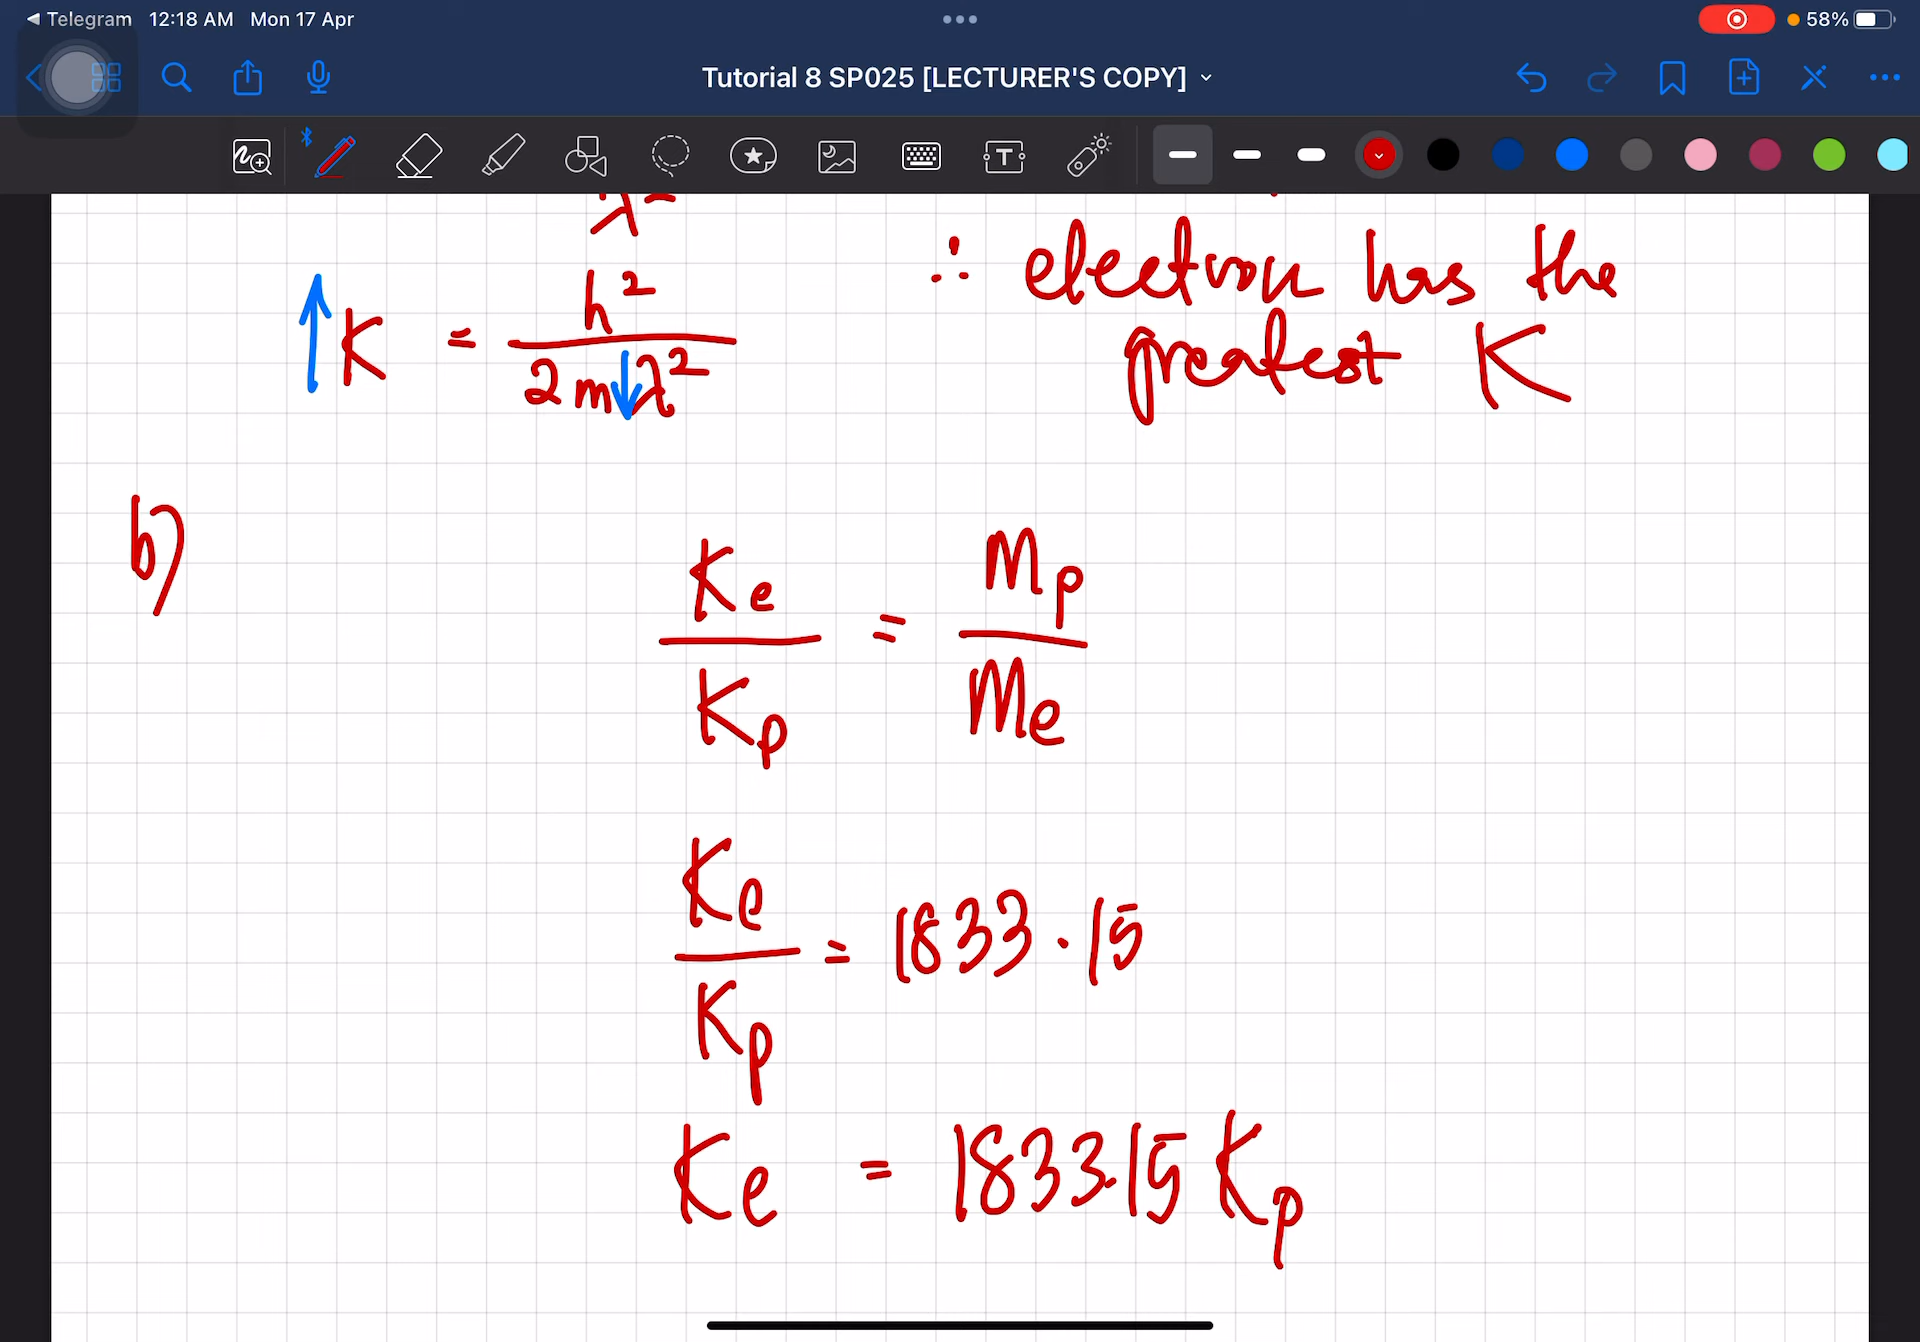 Telegram 12:18 AM Mon 17 Apr 58%
Tutorial 8 SP025 [LECTURER'S COPY]
λ²
K = h² / 2mλ²
∴ electron has the
greatest K
b)
Ke / Kp = Mp / Me
Ke / Kp = 1833.15
Ke = 1833.15 Kp